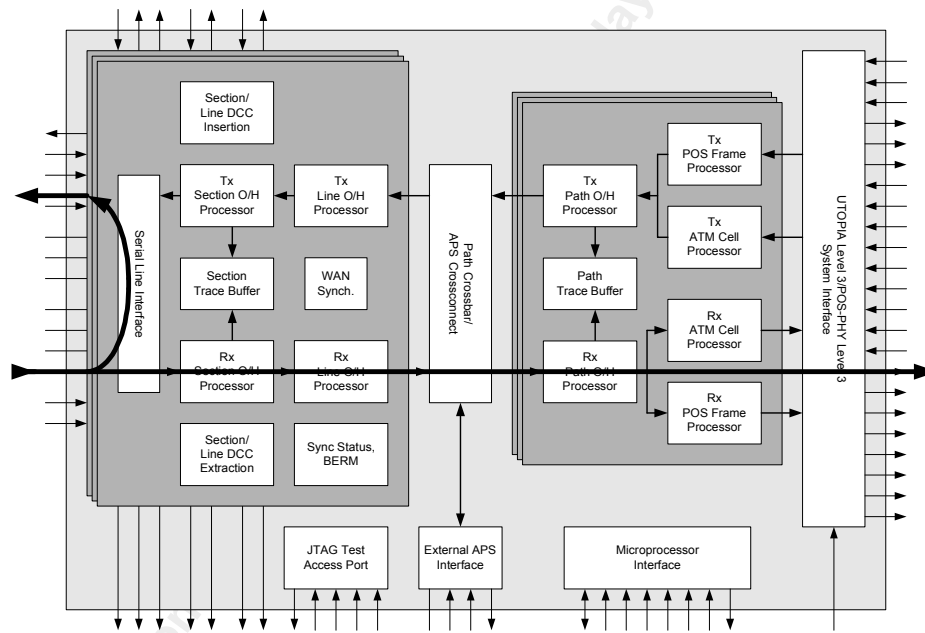 Section/
Line DCC
Insertion
Tx
Section O/H
Processor
Tx
Line O/H
Processor
Serial Line Interface
Section
Trace Buffer
WAN
Synch.
Rx
Section O/H
Processor
Rx
Line O/H
Processor
Section/
Line DCC
Extraction
Sync Status,
BERM
Path Crossbar/
APS Crossconnect
Tx
POS Frame
Processor
Tx
Path O/H
Processor
Tx
ATM Cell
Processor
Path
Trace Buffer
Rx
ATM Cell
Processor
Rx
Path O/H
Processor
Rx
POS Frame
Processor
UTOPIA Level 3/POS-PHY Level 3
System Interface
JTAG Test
Access Port
External APS
Interface
Microprocessor
Interface